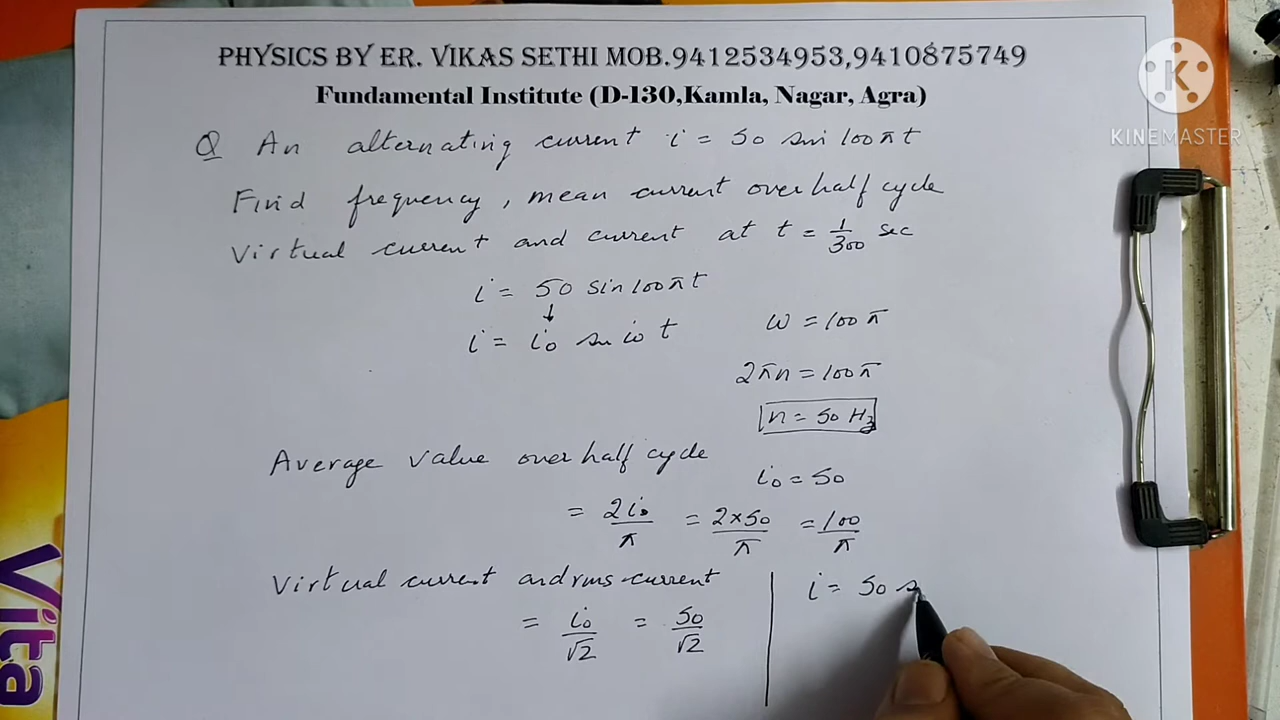 PHYSICS BY ER. VIKAS SETHI MOB.9412534953,9410875749
Fundamental Institute (D-130,Kamla, Nagar, Agra)
K
KINEMASTER
Q An alternating current i = 50 sin 100πt
Find frequency, mean current over half cycle
Virtual current and current at t = 1/300 sec
i = 50 sin 100πt
↓
i = i₀ sin ωt
ω = 100π
2πn = 100π
n = 50 Hz
Average value over half cycle
i₀ = 50
= 2i₀/π = 2×50/π = 100/π
Virtual current and rms current
= i₀/√2 = 50/√2
i = 50 s
Vita